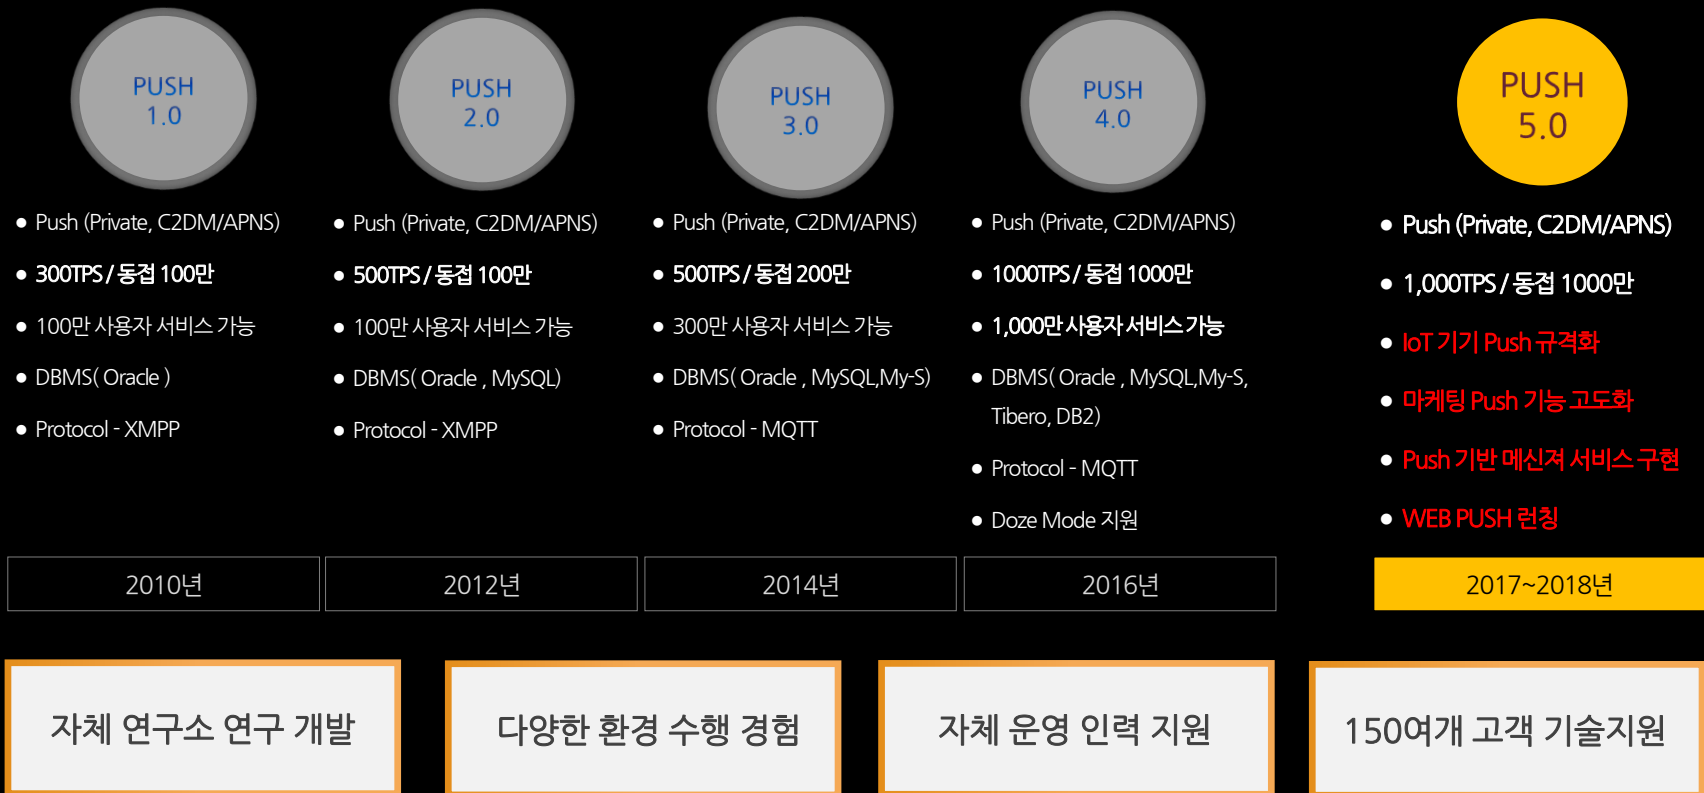 PUSH
1.0
● Push (Private, C2DM/APNS)
● 300TPS / 동접 100만
● 100만 사용자 서비스 가능
● DBMS( Oracle )
● Protocol - XMPP
2010년
PUSH
2.0
● Push (Private, C2DM/APNS)
● 500TPS / 동접 100만
● 100만 사용자 서비스 가능
● DBMS( Oracle , MySQL)
● Protocol - XMPP
2012년
PUSH
3.0
● Push (Private, C2DM/APNS)
● 500TPS / 동접 200만
● 300만 사용자 서비스 가능
● DBMS( Oracle , MySQL,My-S)
● Protocol - MQTT
2014년
PUSH
4.0
● Push (Private, C2DM/APNS)
● 1000TPS / 동접 1000만
● 1,000만 사용자 서비스 가능
● DBMS( Oracle , MySQL,My-S,
Tibero, DB2)
● Protocol - MQTT
● Doze Mode 지원
2016년
PUSH
5.0
● Push (Private, C2DM/APNS)
● 1,000TPS / 동접 1000만
● IoT 기기 Push 규격화
● 마케팅 Push 기능 고도화
● Push 기반 메신져 서비스 구현
● WEB PUSH 런칭
2017~2018년
자체 연구소 연구 개발
다양한 환경 수행 경험
자체 운영 인력 지원
150여개 고객 기술지원